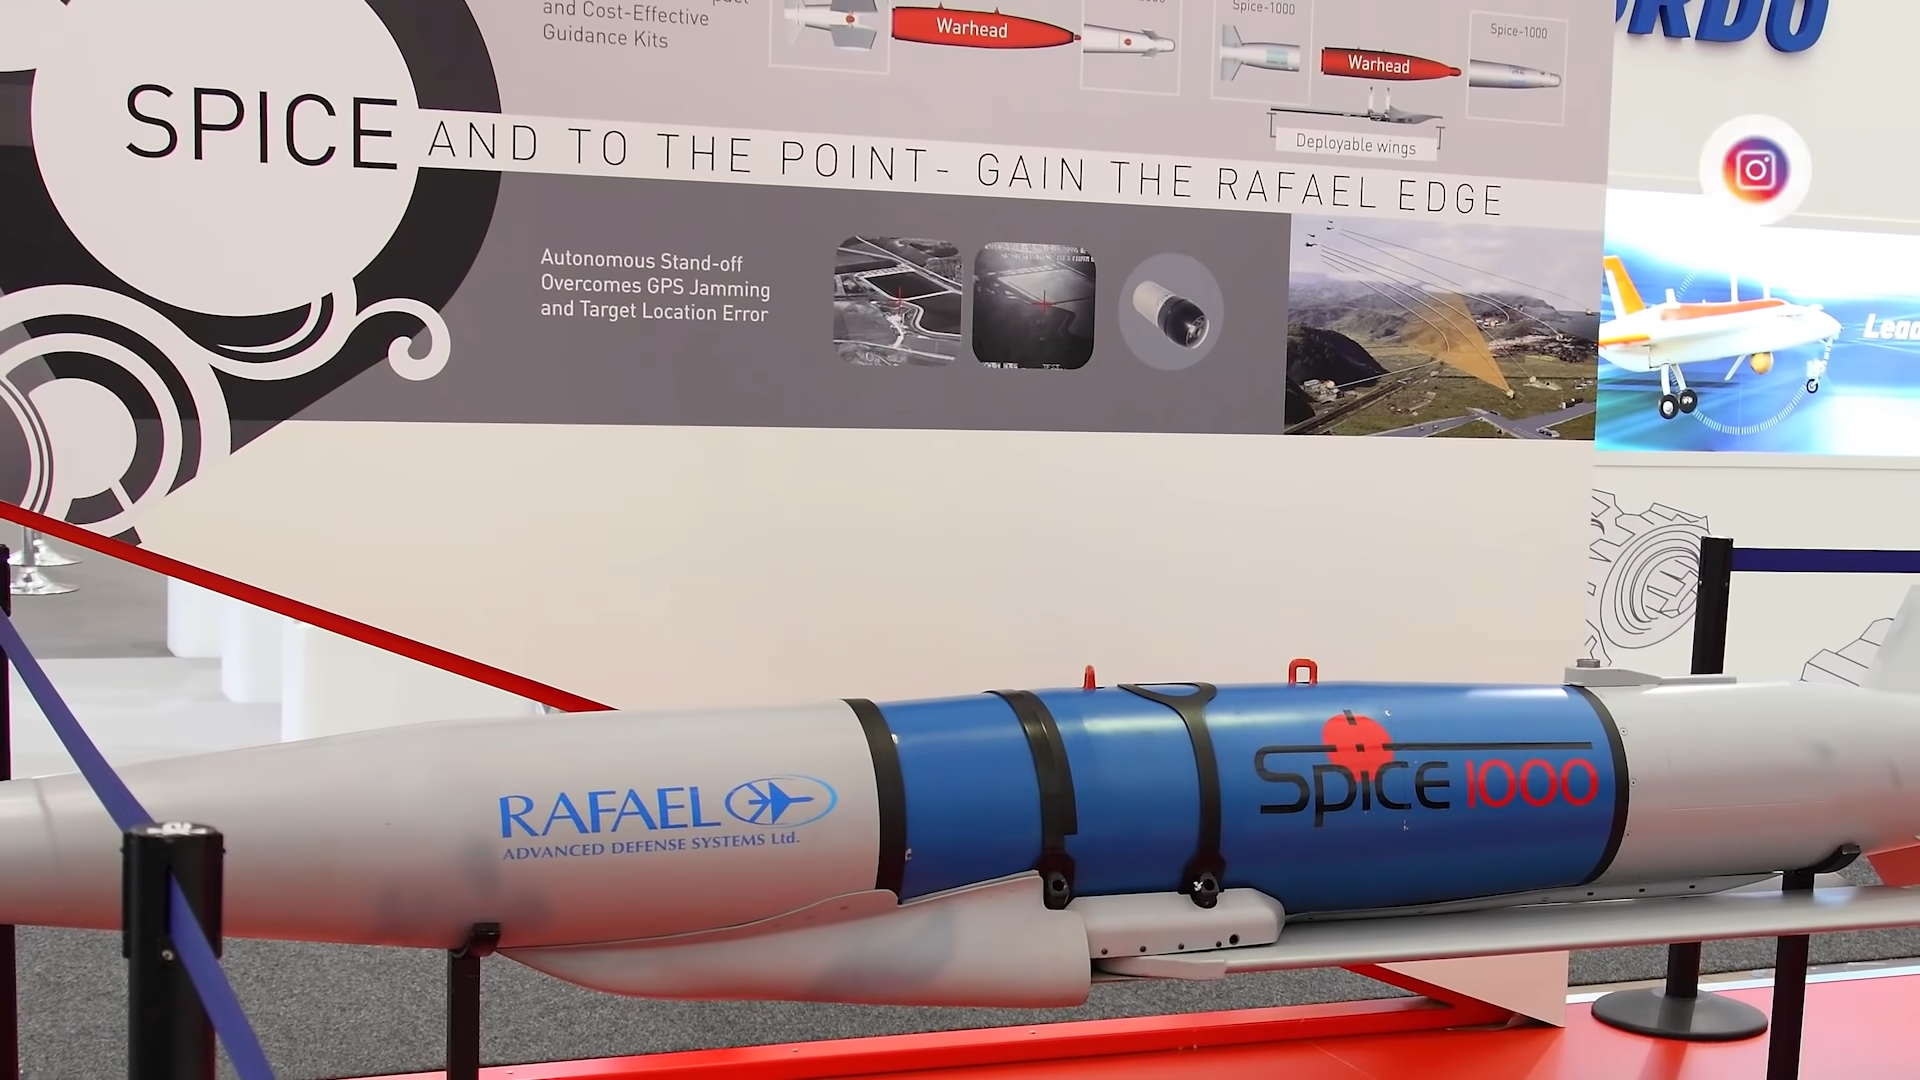 and Cost-Effective
Guidance Kits
Warhead
Spice-1000
Warhead
Spice-1000
Deployable wings
SPICE AND TO THE POINT- GAIN THE RAFAEL EDGE
Autonomous Stand-off
Overcomes GPS Jamming
and Target Location Error
RAFAEL
ADVANCED DEFENSE SYSTEMS Ltd.
SPICE 1000